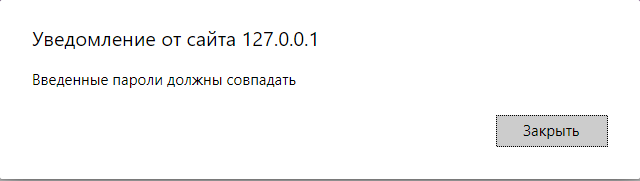 Уведомление от сайта 127.0.0.1
Введенные пароли должны совпадать
Закрыть